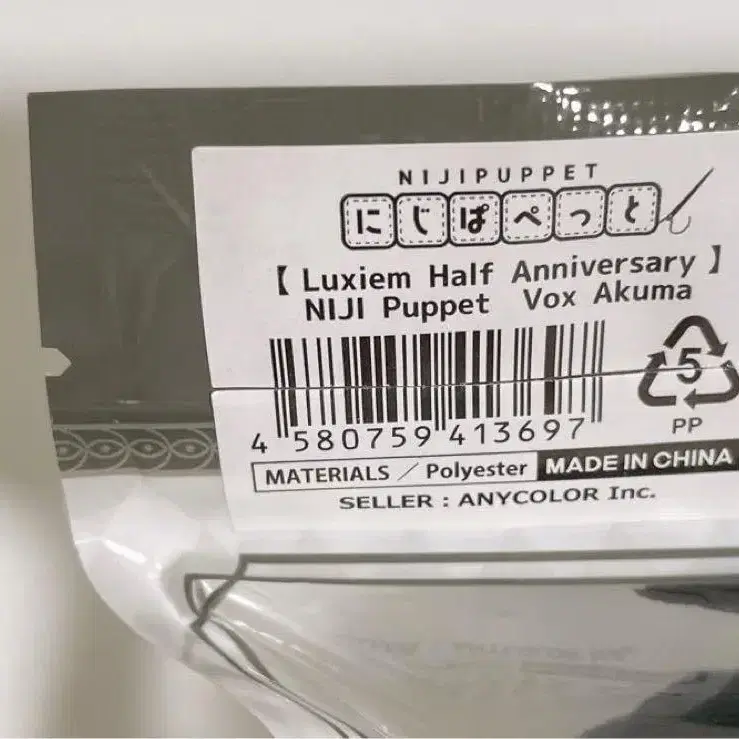 NIJIPUPPET
にじぱぺっと
【 Luxiem Half Anniversary 】
NIJI Puppet Vox Akuma
5
4 580759 413697
PP
MATERIALS / Polyester MADE IN CHINA
SELLER : ANYCOLOR Inc.